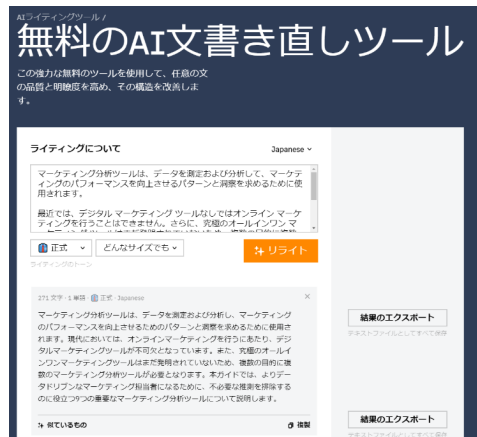 AIライティングツール /
無料のAI文書き直しツール
この強力な無料のツールを使用して、任意の文
の品質と明瞭度を高め、その構造を改善しま
す。
ライティングについて
Japanese
マーケティング分析ツールは、データを測定および分析して、マーケテ
ィングのパフォーマンスを向上させるパターンと洞察を求めるために使
用されます。
最近では、デジタル マーケティング ツールなしではオンライン マーケ
ティングを行うことはできません。さらに、究極のオールインワン マ
正式
どんなサイズでも
リライト
ライティングのトーン
271 文字・1 単語・ 正式・Japanese
×
マーケティング分析ツールは、データを測定および分析し、マーケティング
のパフォーマンスを向上させるためのパターンと洞察を求めるために使用さ
れます。現代においては、オンラインマーケティングを行うにあたり、デジ
タルマーケティングツールが不可欠となっています。また、究極のオールイ
ンワンマーケティングツールはまだ発明されていないため、複数の目的に複
数のマーケティング分析ツールが必要となります。本ガイドでは、よりデー
タドリブンなマーケティング担当者になるために、不必要な推測を排除する
のに役立つ9つの重要なマーケティング分析ツールについて説明します。
似ているもの
複製
結果のエクスポート
テキストファイルとしてすべて保存
結果のエクスポート
テキストファイルとしてすべて保存